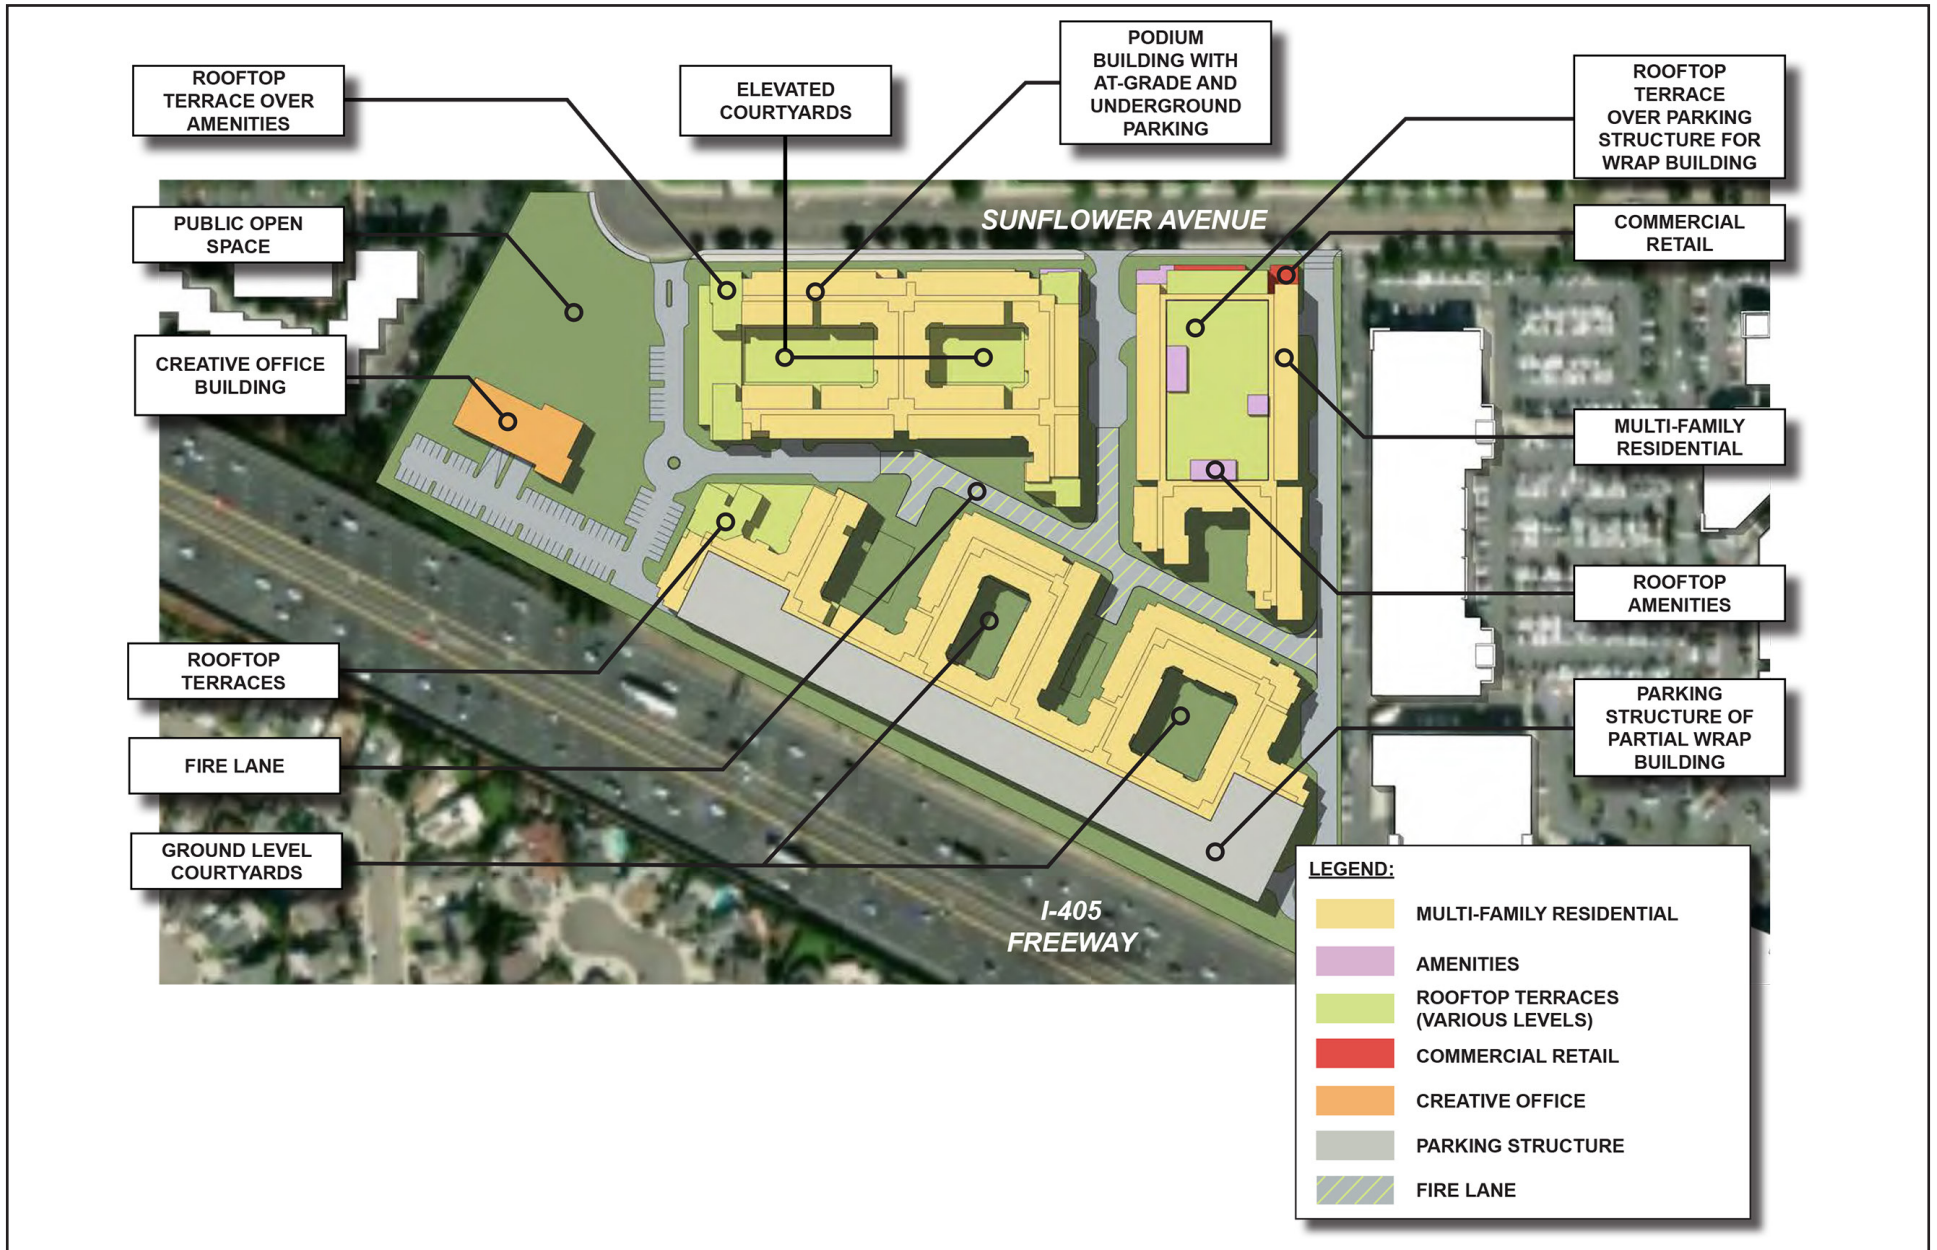 ROOFTOP
TERRACE OVER
AMENITIES
ELEVATED
COURTYARDS
PODIUM
BUILDING WITH
AT-GRADE AND
UNDERGROUND
PARKING
ROOFTOP
TERRACE
OVER PARKING
STRUCTURE FOR
WRAP BUILDING
PUBLIC OPEN
SPACE
SUNFLOWER AVENUE
COMMERCIAL
RETAIL
CREATIVE OFFICE
BUILDING
MULTI-FAMILY
RESIDENTIAL
ROOFTOP
AMENITIES
ROOFTOP
TERRACES
PARKING
STRUCTURE OF
PARTIAL WRAP
BUILDING
FIRE LANE
GROUND LEVEL
COURTYARDS
I-405
FREEWAY
LEGEND:
MULTI-FAMILY RESIDENTIAL
AMENITIES
ROOFTOP TERRACES
(VARIOUS LEVELS)
COMMERCIAL RETAIL
CREATIVE OFFICE
PARKING STRUCTURE
FIRE LANE